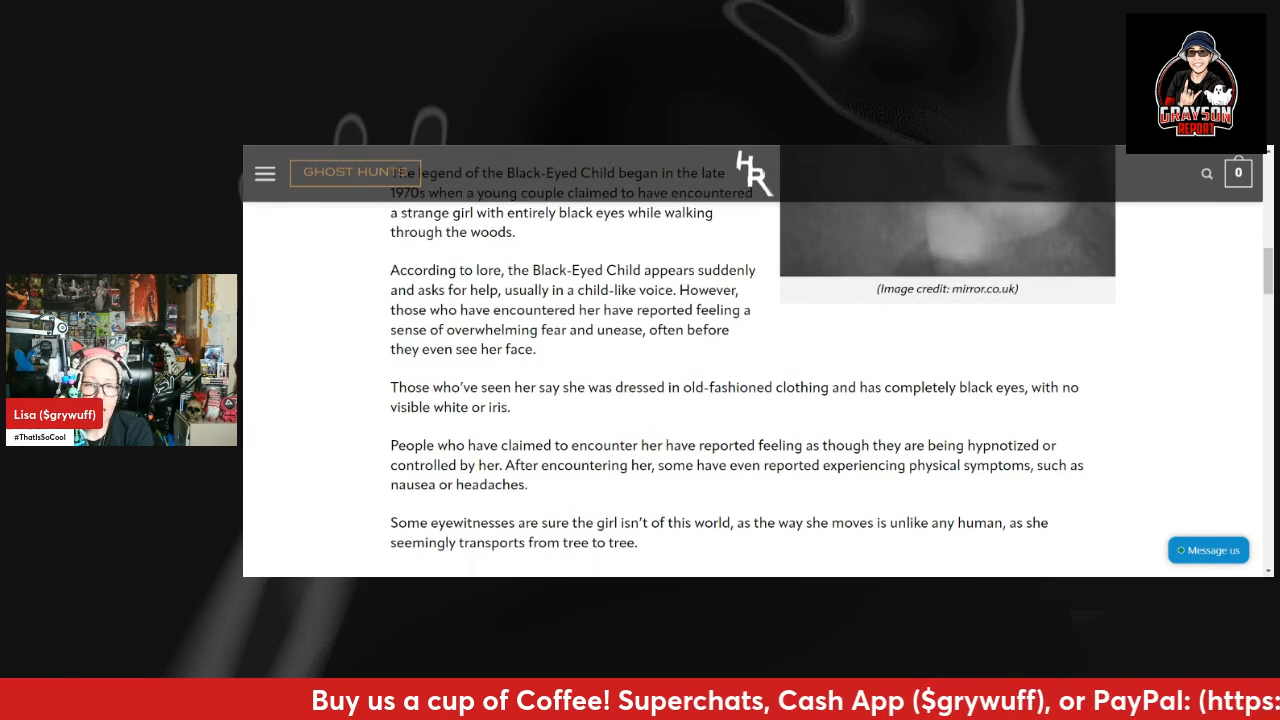 GRAYSON
REPORT
GHOST HUNTS
HR
0
The legend of the Black-Eyed Child began in the late
1970s when a young couple claimed to have encountered
a strange girl with entirely black eyes while walking
through the woods.
According to lore, the Black-Eyed Child appears suddenly
and asks for help, usually in a child-like voice. However,
those who have encountered her have reported feeling a
sense of overwhelming fear and unease, often before
they even see her face.
(Image credit: mirror.co.uk)
Those who've seen her say she was dressed in old-fashioned clothing and has completely black eyes, with no
visible white or iris.
People who have claimed to encounter her have reported feeling as though they are being hypnotized or
controlled by her. After encountering her, some have even reported experiencing physical symptoms, such as
nausea or headaches.
Some eyewitnesses are sure the girl isn't of this world, as the way she moves is unlike any human, as she
seemingly transports from tree to tree.
Message us
Lisa ($grywuff)
#ThatIsSoCool
Buy us a cup of Coffee! Superchats, Cash App ($grywuff), or PayPal: (https: